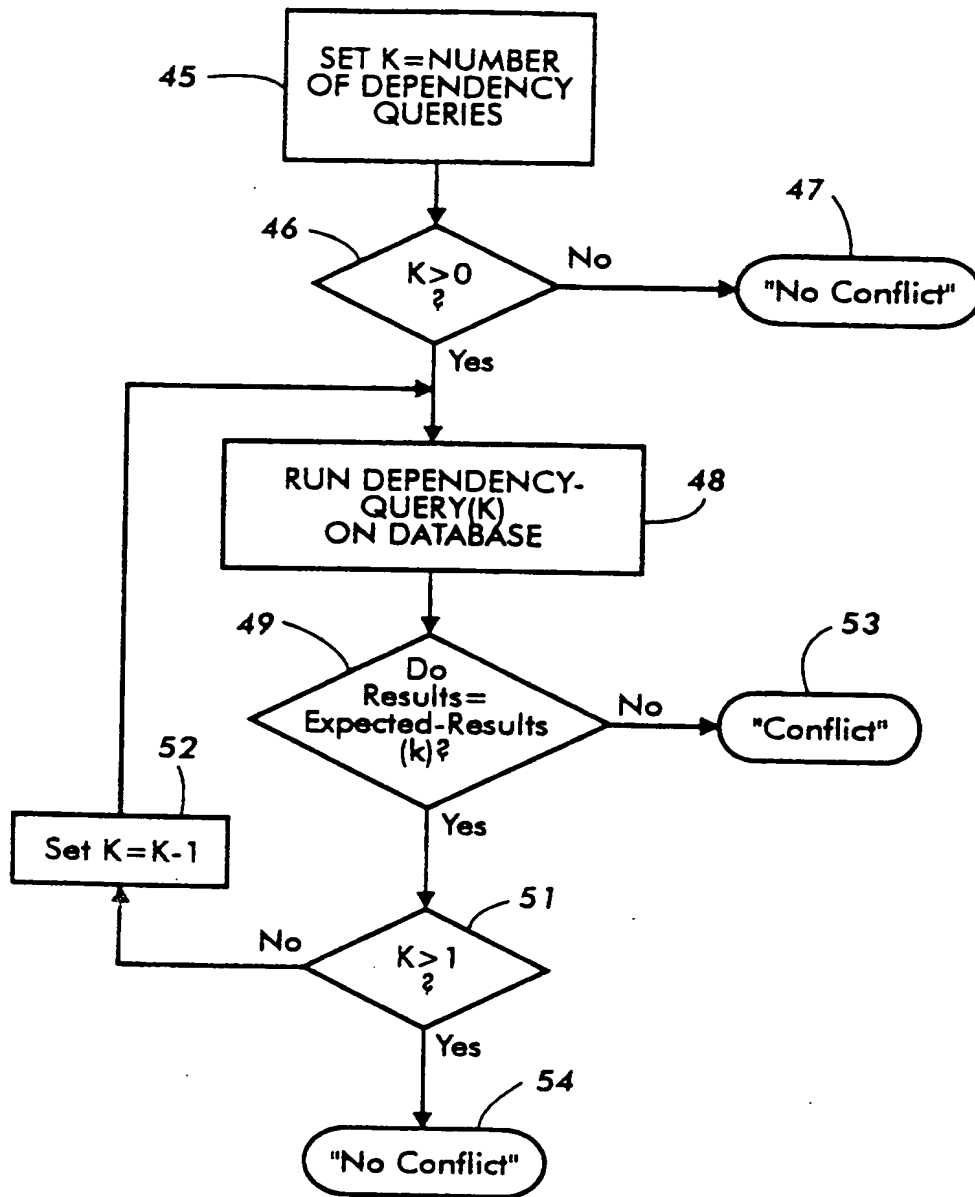 45
SET K=NUMBER
OF DEPENDENCY
QUERIES
46
K>0
?
No
47
"No Conflict"
Yes
RUN DEPENDENCY-
QUERY(K)
ON DATABASE
48
49
Do
Results=
Expected-Results
(k)?
No
53
"Conflict"
52
Set K=K-1
Yes
51
No
K>1
?
Yes
54
"No Conflict"